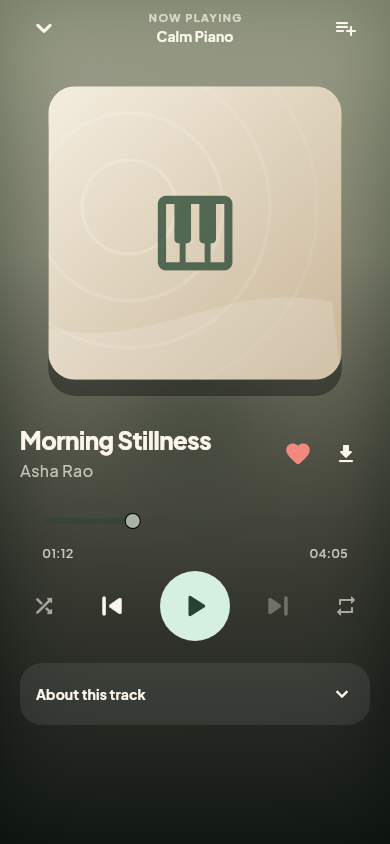 NOW PLAYING
Calm Piano
Morning Stillness
Asha Rao
01:12
04:05
About this track